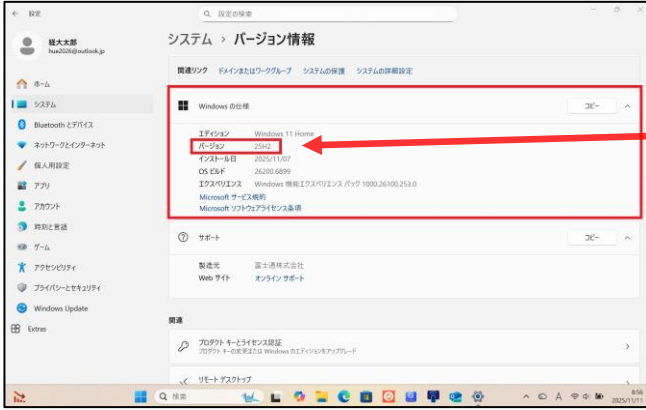 ← 設定
設定の検索
経大太郎
hue2026@outlook.jp
ホーム
システム
Bluetooth とデバイス
ネットワークとインターネット
個人用設定
アプリ
アカウント
時刻と言語
ゲーム
アクセシビリティ
プライバシーとセキュリティ
Windows Update
Extras
システム › バージョン情報
関連リンク ドメインまたはワークグループ システムの保護 システムの詳細設定
Windows の仕様 コピー
エディション Windows 11 Home
バージョン 25H2
インストール日 2025/11/07
OS ビルド 26200.6899
エクスペリエンス Windows 機能エクスペリエンス パック 1000.26100.253.0
Microsoft サービス規約
Microsoft ソフトウェアライセンス条項
サポート コピー
製造元 富士通株式会社
Web サイト オンライン サポート
関連
プロダクト キーとライセンス認証
プロダクト キーの変更または Windows のエディションをアップグレード
リモート デスクトップ
検索 A 8:56
2025/11/11